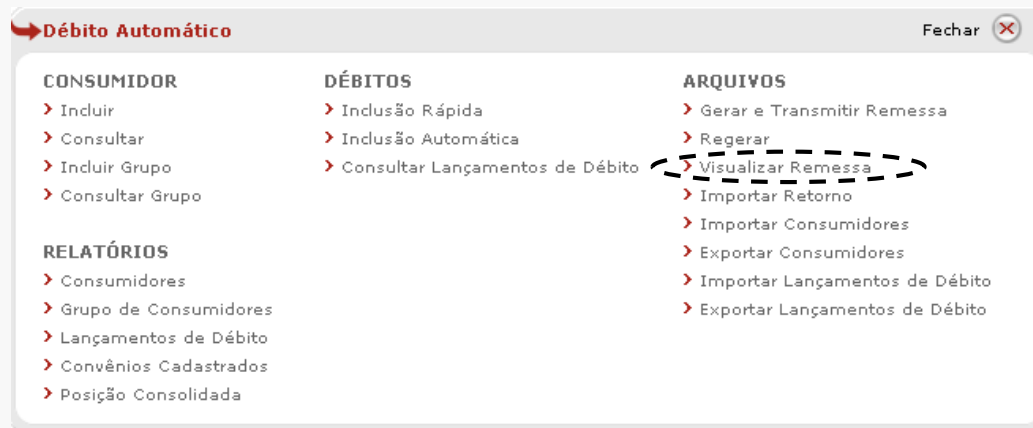 Débito Automático
Fechar
CONSUMIDOR
Incluir
Consultar
Incluir Grupo
Consultar Grupo
RELATÓRIOS
Consumidores
Grupo de Consumidores
Lançamentos de Débito
Convênios Cadastrados
Posição Consolidada
DÉBITOS
Inclusão Rápida
Inclusão Automática
Consultar Lançamentos de Débito
ARQUIVOS
Gerar e Transmitir Remessa
Regerar
Visualizar Remessa
Importar Retorno
Importar Consumidores
Exportar Consumidores
Importar Lançamentos de Débito
Exportar Lançamentos de Débito